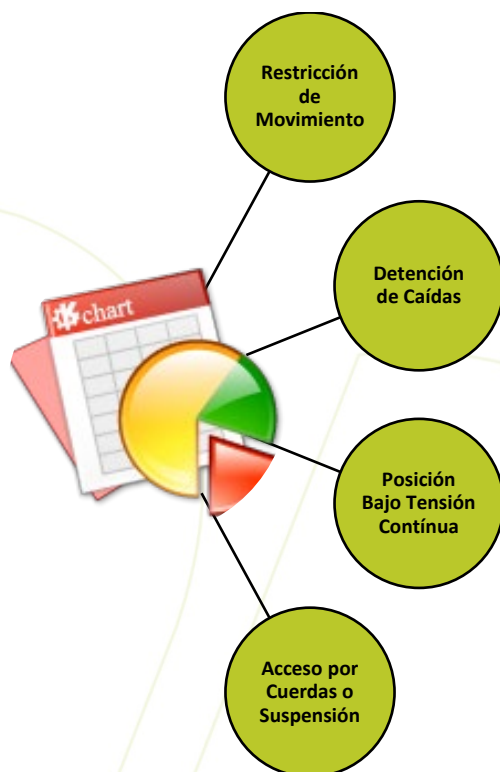 Restricción
de
Movimiento
Detención
de Caídas
chart
Posición
Bajo Tensión
Contínua
Acceso por
Cuerdas o
Suspensión